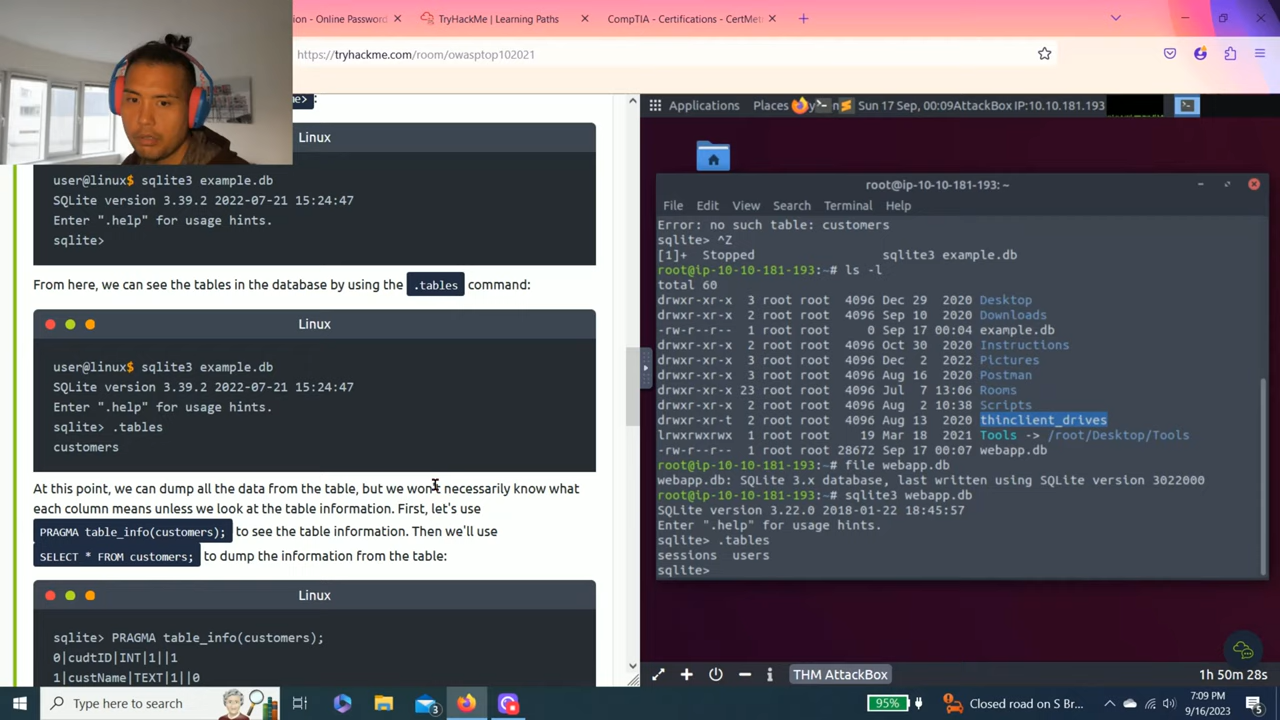 ion - Online Password
TryHackMe | Learning Paths
CompTIA - Certifications - CertMet
https://tryhackme.com/room/owasptop102021
Linux
user@linux$ sqlite3 example.db
SQLite version 3.39.2 2022-07-21 15:24:47
Enter ".help" for usage hints.
sqlite>
From here, we can see the tables in the database by using the .tables command:
Linux
user@linux$ sqlite3 example.db
SQLite version 3.39.2 2022-07-21 15:24:47
Enter ".help" for usage hints.
sqlite> .tables
customers
At this point, we can dump all the data from the table, but we won't necessarily know what
each column means unless we look at the table information. First, let's use
PRAGMA table_info(customers); to see the table information. Then we'll use
SELECT * FROM customers; to dump the information from the table:
Linux
sqlite> PRAGMA table_info(customers);
0|cudtID|INT|1||1
1|custName|TEXT|1||0
Applications Places Sun 17 Sep, 00:09 AttackBox IP:10.10.181.193
root@ip-10-10-181-193: ~
File Edit View Search Terminal Help
Error: no such table: customers
sqlite> ^Z
[1]+ Stopped sqlite3 example.db
root@ip-10-10-181-193:~# ls -l
total 60
drwxr-xr-x 3 root root 4096 Dec 29 2020 Desktop
drwxr-xr-x 2 root root 4096 Sep 10 2020 Downloads
-rw-r--r-- 1 root root 0 Sep 17 00:04 example.db
drwxr-xr-x 2 root root 4096 Oct 30 2020 Instructions
drwxr-xr-x 3 root root 4096 Dec 2 2022 Pictures
drwxr-xr-x 3 root root 4096 Aug 16 2020 Postman
drwxr-xr-x 23 root root 4096 Jul 7 13:06 Rooms
drwxr-xr-x 2 root root 4096 Aug 2 10:38 Scripts
drwxr-xr-t 2 root root 4096 Aug 13 2020 thinclient_drives
lrwxrwxrwx 1 root root 19 Mar 18 2021 Tools -> /root/Desktop/Tools
-rw-r--r-- 1 root root 28672 Sep 17 00:07 webapp.db
root@ip-10-10-181-193:~# file webapp.db
webapp.db: SQLite 3.x database, last written using SQLite version 3022000
root@ip-10-10-181-193:~# sqlite3 webapp.db
SQLite version 3.22.0 2018-01-22 18:45:57
Enter ".help" for usage hints.
sqlite> .tables
sessions users
sqlite>
THM AttackBox
1h 50m 28s
Type here to search
3
95%
Closed road on S Br...
7:09 PM
9/16/2023
5